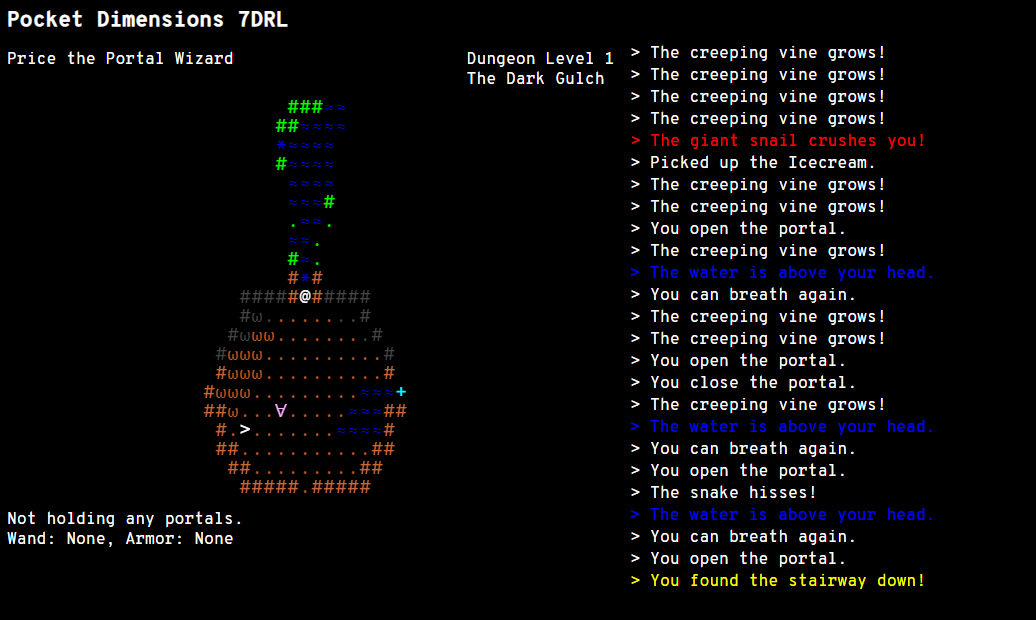 Pocket Dimensions 7DRL
Price the Portal Wizard
Dungeon Level 1
The Dark Gulch
###≈≈
##≈≈≈≈
*≈≈≈≈
#≈≈≈≈
≈≈≈≈
≈≈≈#
.≈≈.
≈≈.
#≈.
#*#
#####@#####
#ω........#
#ωωω........#
#ωωω..........#
#ωωω..........#
#ωωω.........≈≈≈+
##ω...∀.....≈≈≈##
#.>.......≈≈≈≈#
##...........##
##.........##
#####.#####
Not holding any portals.
Wand: None, Armor: None
> The creeping vine grows!
> The creeping vine grows!
> The creeping vine grows!
> The creeping vine grows!
> The giant snail crushes you!
> Picked up the Icecream.
> The creeping vine grows!
> The creeping vine grows!
> You open the portal.
> The creeping vine grows!
> The water is above your head.
> You can breath again.
> The creeping vine grows!
> The creeping vine grows!
> You open the portal.
> You close the portal.
> The creeping vine grows!
> The water is above your head.
> You can breath again.
> You open the portal.
> The snake hisses!
> The water is above your head.
> You can breath again.
> You open the portal.
> You found the stairway down!